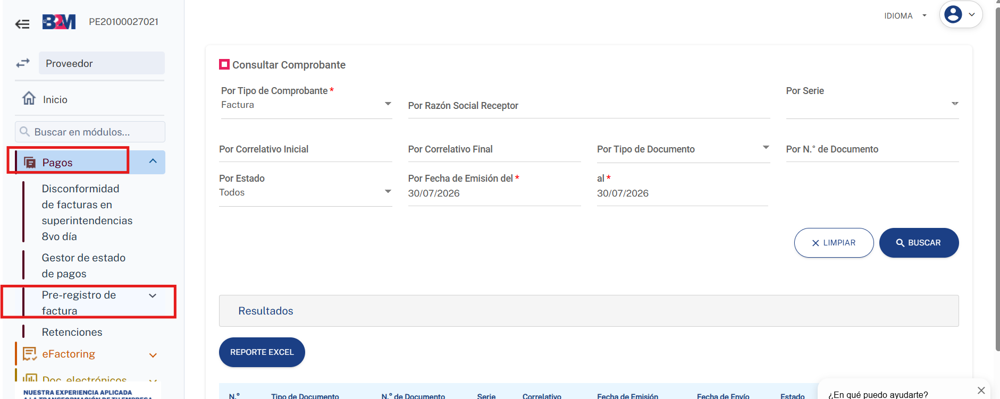 B2M PE20100027021
Proveedor
Inicio
Buscar en módulos...
Pagos
Disconformidad
de facturas en
superintendencias
8vo día
Gestor de estado
de pagos
Pre-registro de
factura
Retenciones
eFactoring
Doc. electrónicos
NUESTRA EXPERIENCIA APLICADA
A LA TRANSFORMACIÓN DE TU EMPRESA
IDIOMA
Consultar Comprobante
Por Tipo de Comprobante *
Factura
Por Razón Social Receptor
Por Serie
Por Correlativo Inicial
Por Correlativo Final
Por Tipo de Documento
Por N.° de Documento
Por Estado
Todos
Por Fecha de Emisión del *
30/07/2026
al *
30/07/2026
LIMPIAR
BUSCAR
Resultados
REPORTE EXCEL
N.° Tipo de Documento N.° de Documento Serie Correlativo Fecha de Emisión Fecha de Envío Estado
¿En qué puedo ayudarte?